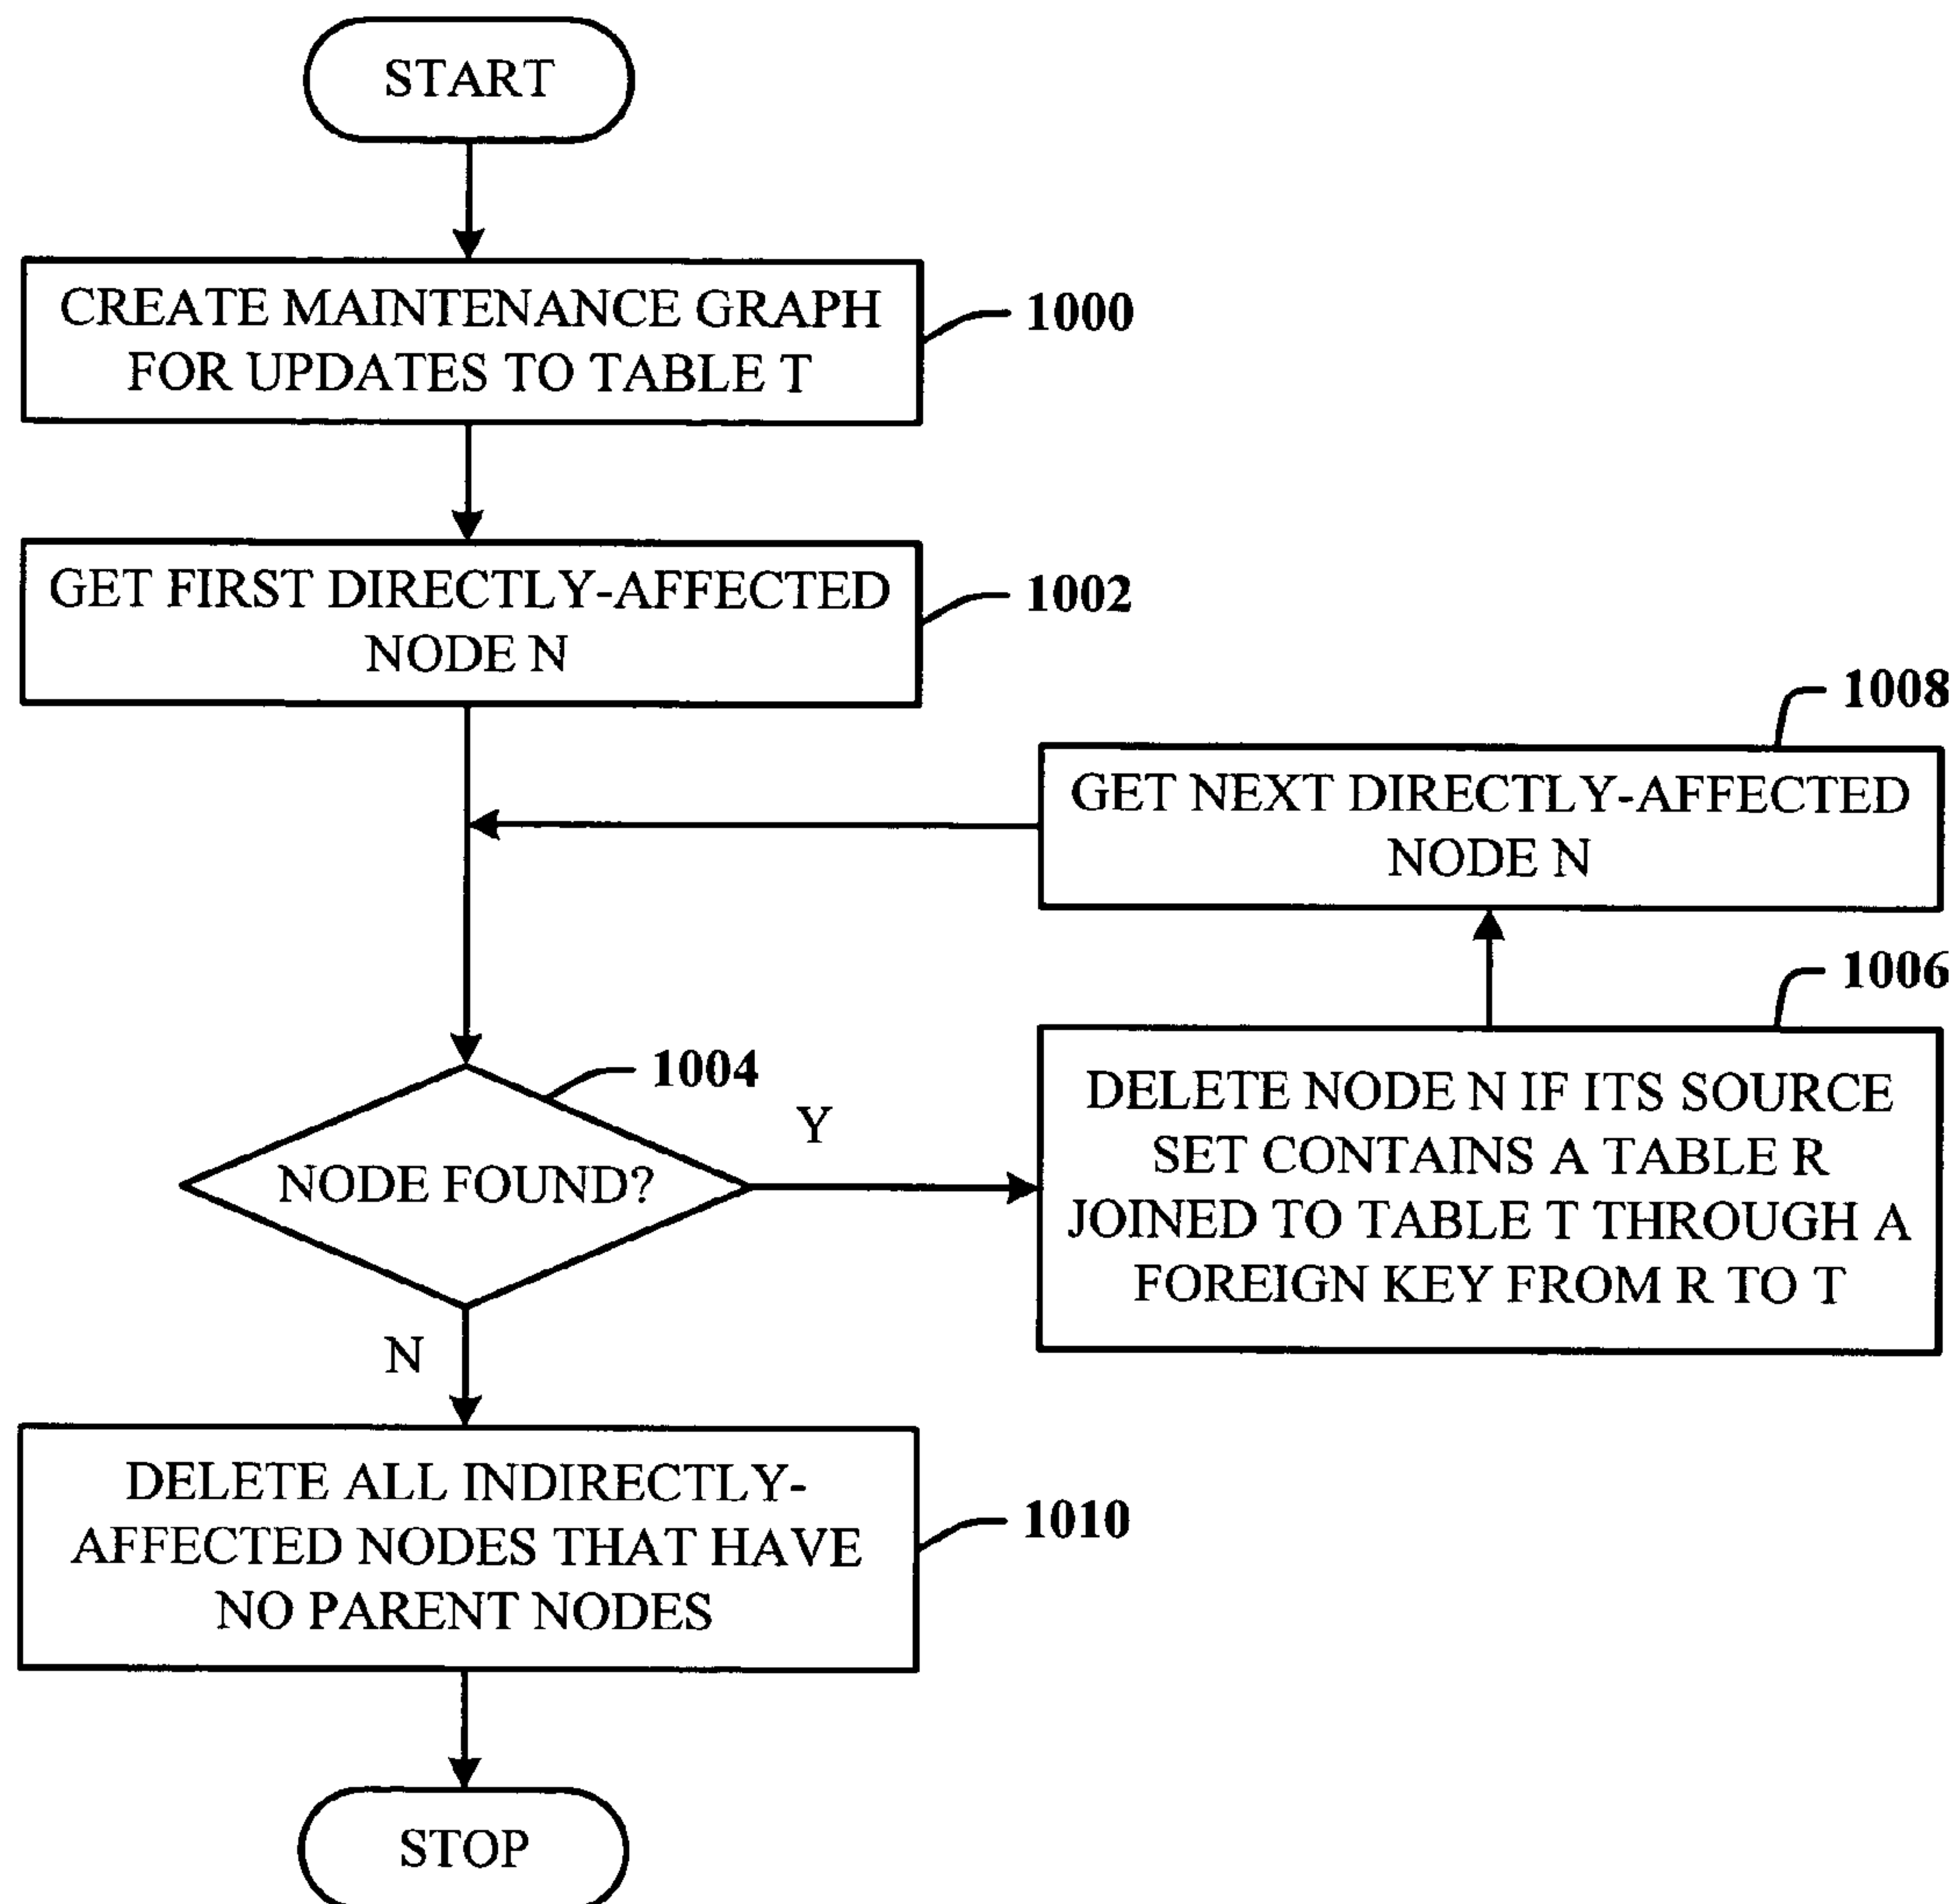 START
CREATE MAINTENANCE GRAPH
FOR UPDATES TO TABLE T
1000
GET FIRST DIRECTLY-AFFECTED
NODE N
1002
1008
GET NEXT DIRECTLY-AFFECTED
NODE N
1006
DELETE NODE N IF ITS SOURCE
SET CONTAINS A TABLE R
JOINED TO TABLE T THROUGH A
FOREIGN KEY FROM R TO T
1004
Y
NODE FOUND?
N
DELETE ALL INDIRECTLY-
AFFECTED NODES THAT HAVE
NO PARENT NODES
1010
STOP